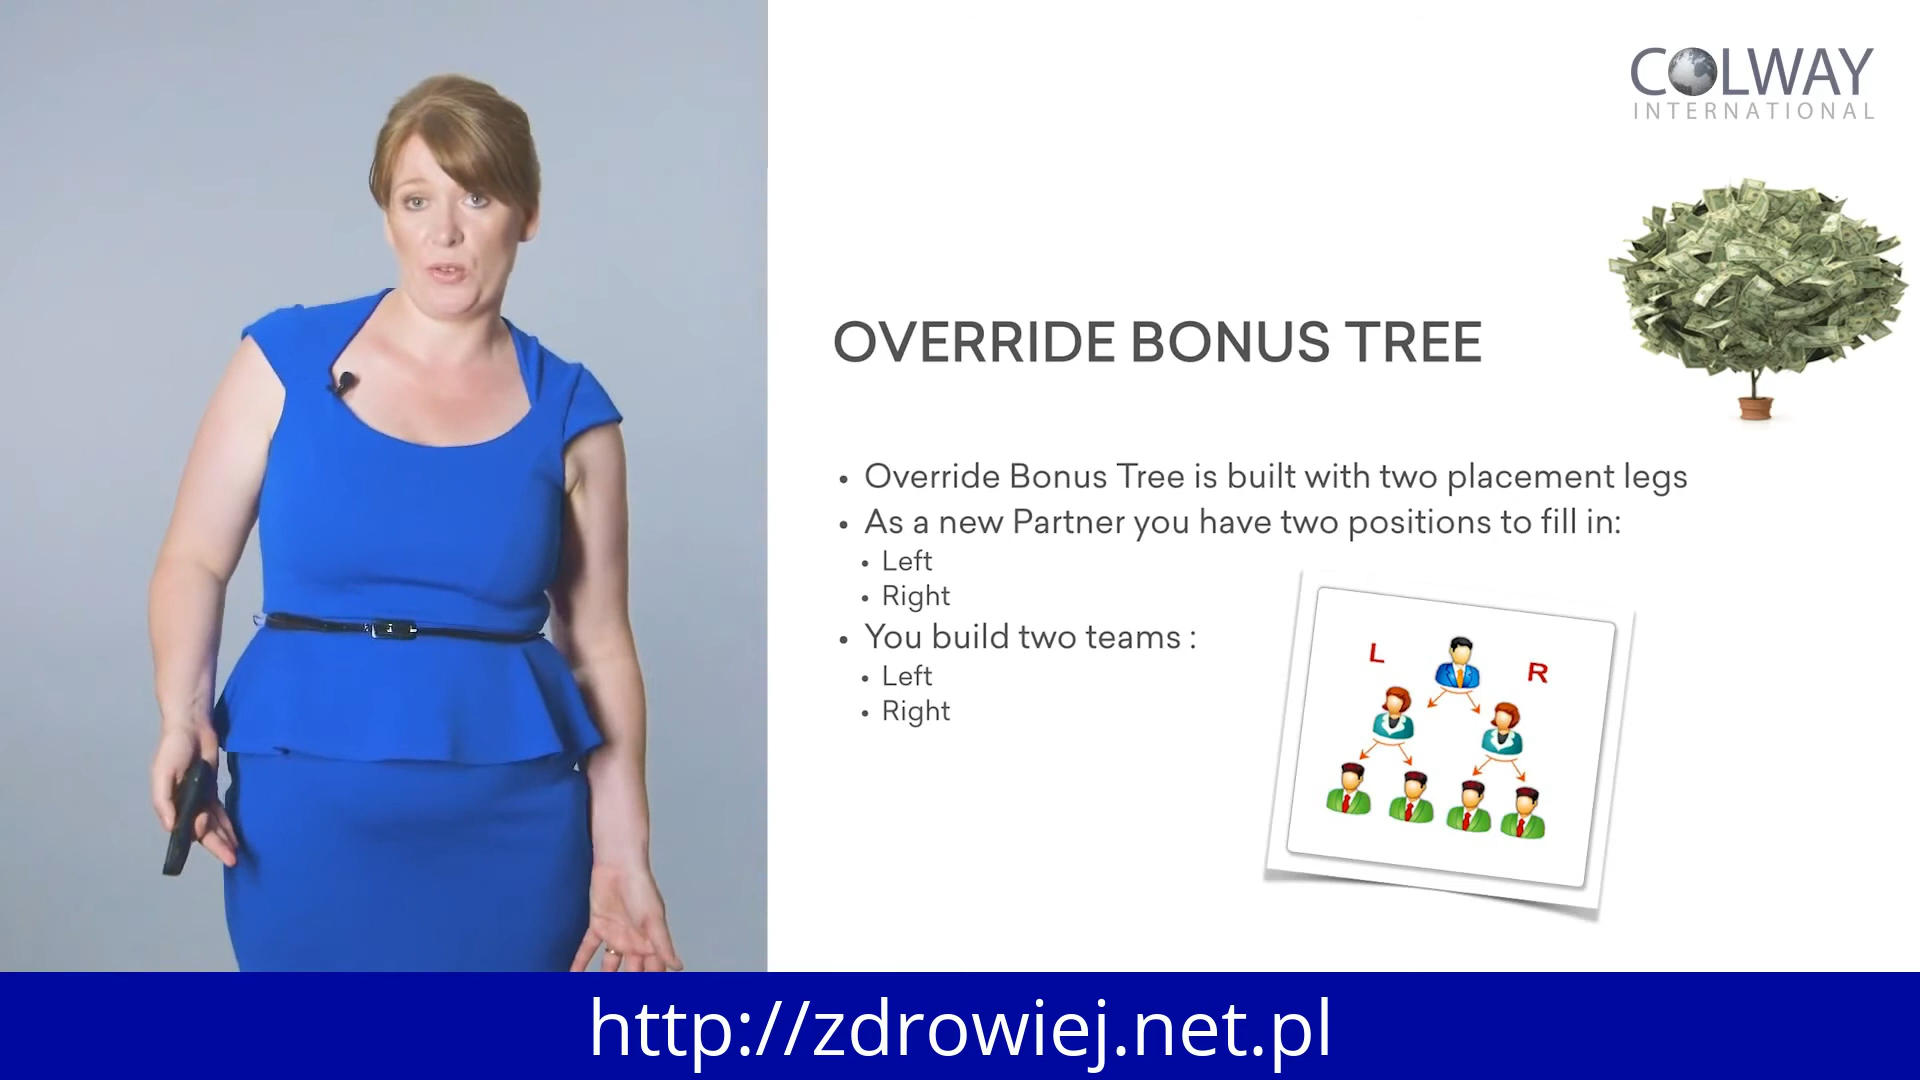 COLWAY
INTERNATIONAL
OVERRIDE BONUS TREE
• Override Bonus Tree is built with two placement legs
• As a new Partner you have two positions to fill in:
• Left
• Right
• You build two teams :
• Left
• Right
L
R
http://zdrowiej.net.pl